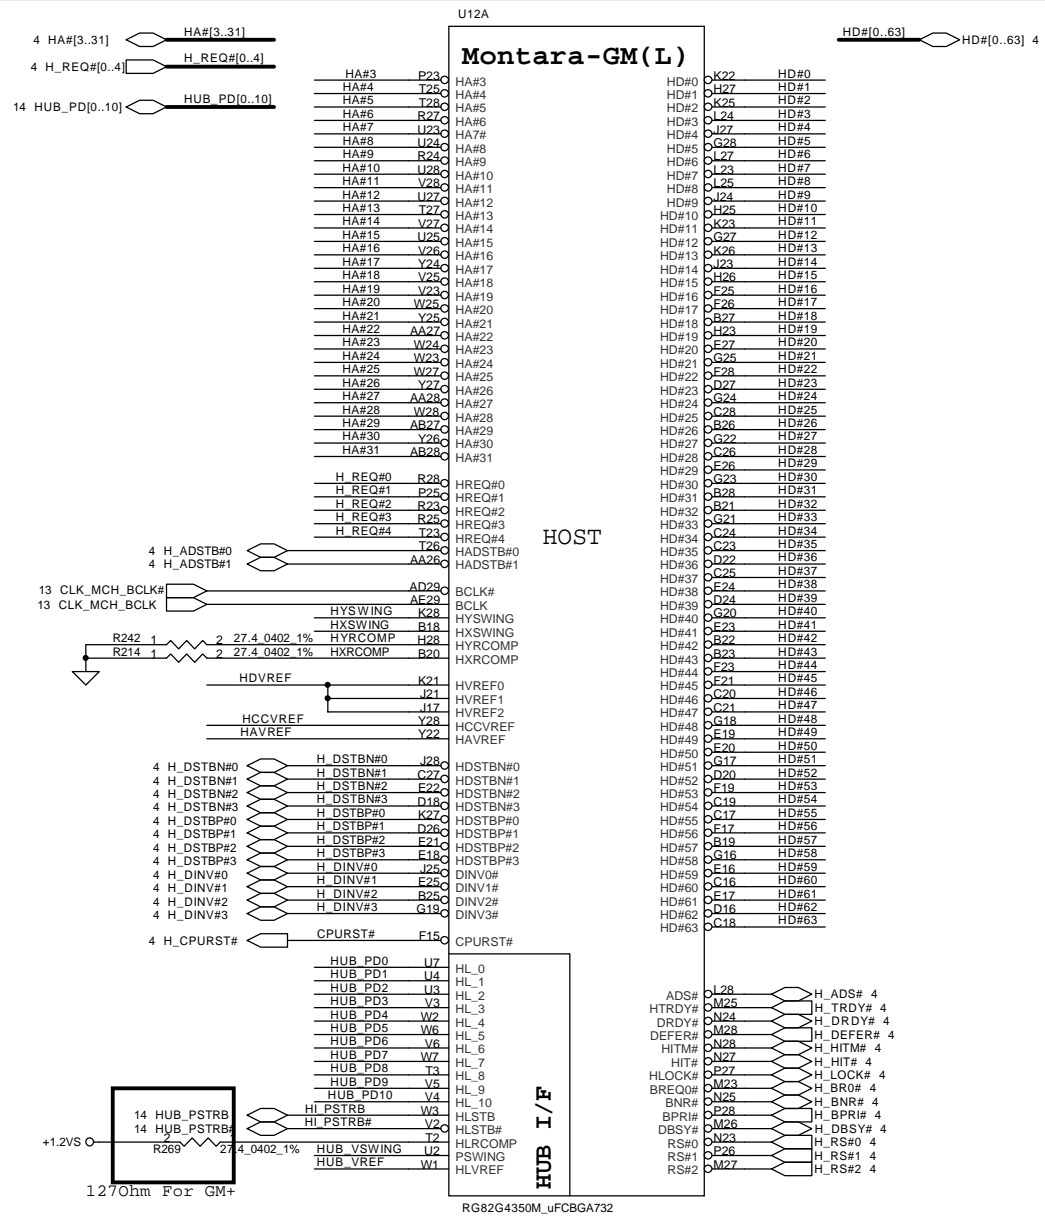 U12A
4 HA#[3..31] HA#[3..31]
4 H_REQ#[0..4] H_REQ#[0..4]
14 HUB_PD[0..10] HUB_PD[0..10]
HD#[0..63] HD#[0..63] 4
Montara-GM(L)
HA#3 P23 HA#3
HA#4 T25 HA#4
HA#5 T28 HA#5
HA#6 R27 HA#6
HA#7 U23 HA7#
HA#8 U24 HA#8
HA#9 R24 HA#9
HA#10 U28 HA#10
HA#11 V28 HA#11
HA#12 U27 HA#12
HA#13 T27 HA#13
HA#14 V27 HA#14
HA#15 U25 HA#15
HA#16 V26 HA#16
HA#17 Y24 HA#17
HA#18 V25 HA#18
HA#19 V23 HA#19
HA#20 W25 HA#20
HA#21 Y25 HA#21
HA#22 AA27 HA#22
HA#23 W24 HA#23
HA#24 W23 HA#24
HA#25 W27 HA#25
HA#26 Y27 HA#26
HA#27 AA28 HA#27
HA#28 W28 HA#28
HA#29 AB27 HA#29
HA#30 Y26 HA#30
HA#31 AB28 HA#31
H_REQ#0 R28 HREQ#0
H_REQ#1 P25 HREQ#1
H_REQ#2 R23 HREQ#2
H_REQ#3 R25 HREQ#3
H_REQ#4 T23 HREQ#4
4 H_ADSTB#0 T26 HADSTB#0
4 H_ADSTB#1 AA26 HADSTB#1
13 CLK_MCH_BCLK# AD29 BCLK#
13 CLK_MCH_BCLK AE29 BCLK
HYSWING K28 HYSWING
HXSWING B18 HXSWING
R242 1 2 27.4_0402_1% HYRCOMP H28 HYRCOMP
R214 1 2 27.4_0402_1% HXRCOMP B20 HXRCOMP
HDVREF K21 HVREF0
J21 HVREF1
J17 HVREF2
HCCVREF Y28 HCCVREF
HAVREF Y22 HAVREF
4 H_DSTBN#0 H_DSTBN#0 J28 HDSTBN#0
4 H_DSTBN#1 H_DSTBN#1 C27 HDSTBN#1
4 H_DSTBN#2 H_DSTBN#2 E22 HDSTBN#2
4 H_DSTBN#3 H_DSTBN#3 D18 HDSTBN#3
4 H_DSTBP#0 H_DSTBP#0 K27 HDSTBP#0
4 H_DSTBP#1 H_DSTBP#1 D26 HDSTBP#1
4 H_DSTBP#2 H_DSTBP#2 E21 HDSTBP#2
4 H_DSTBP#3 H_DSTBP#3 E18 HDSTBP#3
4 H_DINV#0 H_DINV#0 J25 DINV0#
4 H_DINV#1 H_DINV#1 E25 DINV1#
4 H_DINV#2 H_DINV#2 B25 DINV2#
4 H_DINV#3 H_DINV#3 G19 DINV3#
4 H_CPURST# CPURST# F15 CPURST#
HUB_PD0 U7 HL_0
HUB_PD1 U4 HL_1
HUB_PD2 U3 HL_2
HUB_PD3 V3 HL_3
HUB_PD4 W2 HL_4
HUB_PD5 W6 HL_5
HUB_PD6 V6 HL_6
HUB_PD7 W7 HL_7
HUB_PD8 T3 HL_8
HUB_PD9 V5 HL_9
HUB_PD10 V4 HL_10
14 HUB_PSTRB HI_PSTRB W3 HLSTB
14 HUB_PSTRB# HI_PSTRB# V2 HLSTB#
+1.2VS 2 R269 27.4_0402_1% T2 HLRCOMP
HUB_VSWING U2 PSWING
HUB_VREF W1 HLVREF
127Ohm For GM+
HOST
HUB I/F
HD#0 K22 HD#0
HD#1 H27 HD#1
HD#2 K25 HD#2
HD#3 L24 HD#3
HD#4 J27 HD#4
HD#5 G28 HD#5
HD#6 L27 HD#6
HD#7 L23 HD#7
HD#8 L25 HD#8
HD#9 J24 HD#9
HD#10 H25 HD#10
HD#11 K23 HD#11
HD#12 G27 HD#12
HD#13 K26 HD#13
HD#14 J23 HD#14
HD#15 H26 HD#15
HD#16 F25 HD#16
HD#17 F26 HD#17
HD#18 B27 HD#18
HD#19 H23 HD#19
HD#20 E27 HD#20
HD#21 G25 HD#21
HD#22 F28 HD#22
HD#23 D27 HD#23
HD#24 G24 HD#24
HD#25 C28 HD#25
HD#26 B26 HD#26
HD#27 G22 HD#27
HD#28 C26 HD#28
HD#29 E26 HD#29
HD#30 G23 HD#30
HD#31 B28 HD#31
HD#32 B21 HD#32
HD#33 G21 HD#33
HD#34 C24 HD#34
HD#35 C23 HD#35
HD#36 D22 HD#36
HD#37 C25 HD#37
HD#38 E24 HD#38
HD#39 D24 HD#39
HD#40 G20 HD#40
HD#41 E23 HD#41
HD#42 B22 HD#42
HD#43 B23 HD#43
HD#44 F23 HD#44
HD#45 F21 HD#45
HD#46 C20 HD#46
HD#47 C21 HD#47
HD#48 G18 HD#48
HD#49 E19 HD#49
HD#50 E20 HD#50
HD#51 G17 HD#51
HD#52 D20 HD#52
HD#53 F19 HD#53
HD#54 C19 HD#54
HD#55 C17 HD#55
HD#56 F17 HD#56
HD#57 B19 HD#57
HD#58 G16 HD#58
HD#59 E16 HD#59
HD#60 C16 HD#60
HD#61 E17 HD#61
HD#62 D16 HD#62
HD#63 C18 HD#63
ADS# L28 H_ADS# 4
HTRDY# M25 H_TRDY# 4
DRDY# N24 H_DRDY# 4
DEFER# M28 H_DEFER# 4
HITM# N28 H_HITM# 4
HIT# N27 H_HIT# 4
HLOCK# P27 H_LOCK# 4
BREQ0# M23 H_BR0# 4
BNR# N25 H_BNR# 4
BPRI# P28 H_BPRI# 4
DBSY# M26 H_DBSY# 4
RS#0 N23 H_RS#0 4
RS#1 P26 H_RS#1 4
RS#2 M27 H_RS#2 4
RG82G4350M_uFCBGA732